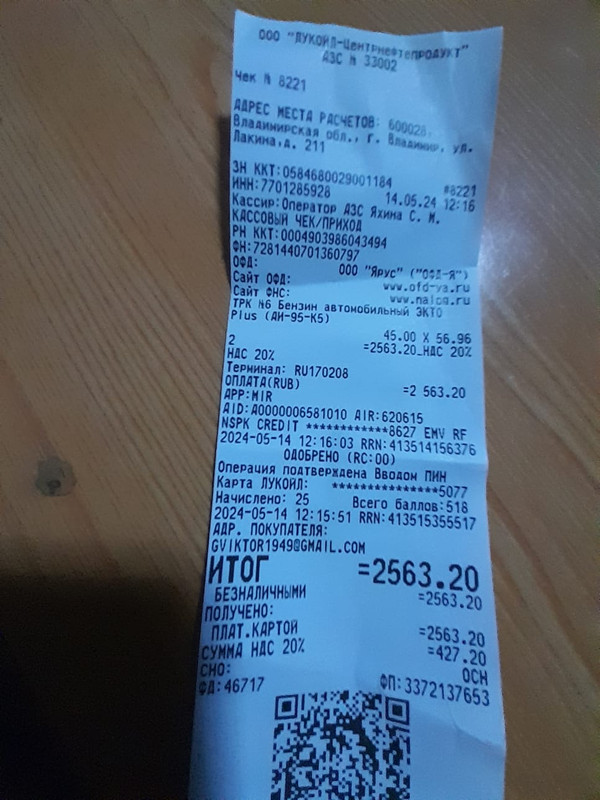 ООО "ЛУКОЙЛ-Центрнефтепродукт"
АЗС N 33002
Чек N 8221
АДРЕС МЕСТА РАСЧЕТОВ: 600028,
Владимирская обл., г. Владимир, ул.
Лакина,д. 211
ЗН ККТ:0584680029001184 #8221
ИНН:7701285928 14.05.24 12:16
Кассир:Оператор АЗС Яхина С. М.
КАССОВЫЙ ЧЕК/ПРИХОД
РН ККТ:0004903986043494
ФН:7281440701360797
ОФД: ООО "Ярус" ("ОФД-Я")
Сайт ОФД: www.ofd-ya.ru
Сайт ФНС: www.nalog.ru
ТРК №6 Бензин автомобильный ЭКТО
Plus (АИ-95-К5)
45.00 X 56.96
2 =2563.20_НДС 20%
НДС 20%
Терминал: RU170208
ОПЛАТА(RUB) =2 563.20
APP:MIR
AID:A0000006581010 AIR:620615
NSPK CREDIT ************8627 EMV RF
2024-05-14 12:16:03 RRN:413514156376
ОДОБРЕНО (RC:00)
Операция подтверждена Вводом ПИН
Карта ЛУКОЙЛ: ***************5077
Начислено: 25 Всего баллов:518
2024-05-14 12:15:51 RRN:413515355517
АДР. ПОКУПАТЕЛЯ:
GVIKTOR1949@GMAIL.COM
ИТОГ =2563.20
БЕЗНАЛИЧНЫМИ =2563.20
ПОЛУЧЕНО:
ПЛАТ.КАРТОЙ =2563.20
СУММА НДС 20% =427.20
СНО: ОСН
ФД:46717 ФП:3372137653